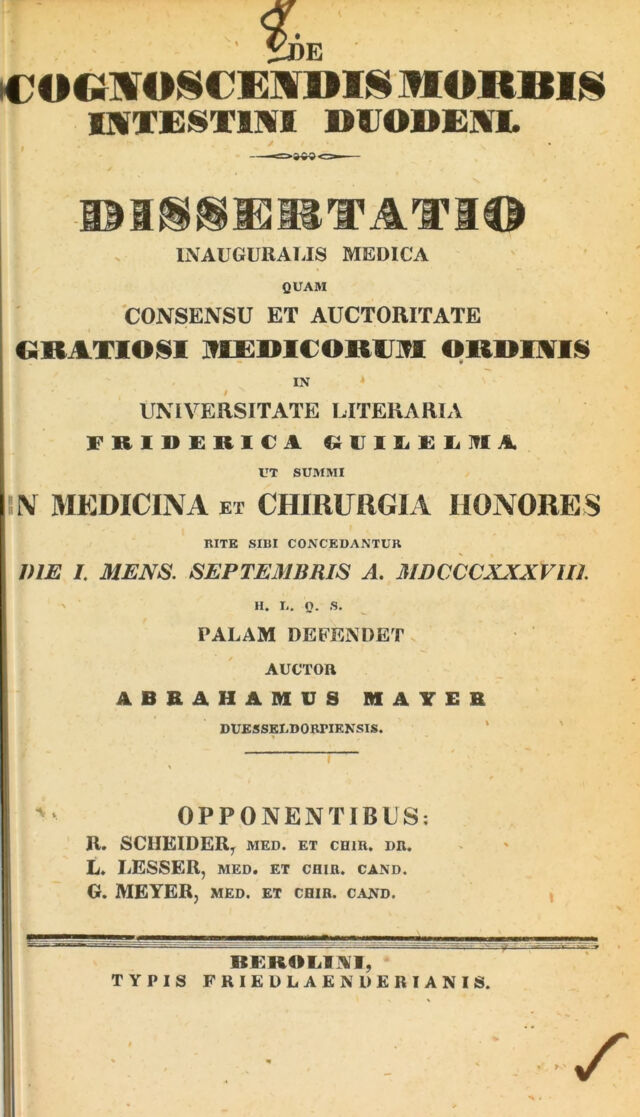 8.
DE
COGNOSCENDIS MORBIS
INTESTINI DUODENI.
DISSERTATIO
INAUGURALIS MEDICA
QUAM
CONSENSU ET AUCTORITATE
GRATIOSI MEDICORUM ORDINIS
IN
UNIVERSITATE LITERARIA
FRIDERICA GUILELMA
UT SUMMI
IN MEDICINA ET CHIRURGIA HONORES
RITE SIBI CONCEDANTUR
DIE I. MENS. SEPTEMBRIS A. MDCCCXXXVIII.
H. L. Q. S.
PALAM DEFENDET
AUCTOR
ABRAHAMUS MAYER
DUESSELDORPIENSIS.
OPPONENTIBUS:
R. SCHEIDER, MED. ET CHIR. DR.
L. LESSER, MED. ET CHIR. CAND.
G. MEYER, MED. ET CHIR. CAND.
BEROLINI,
TYPIS FRIEDLAENDERIANIS.